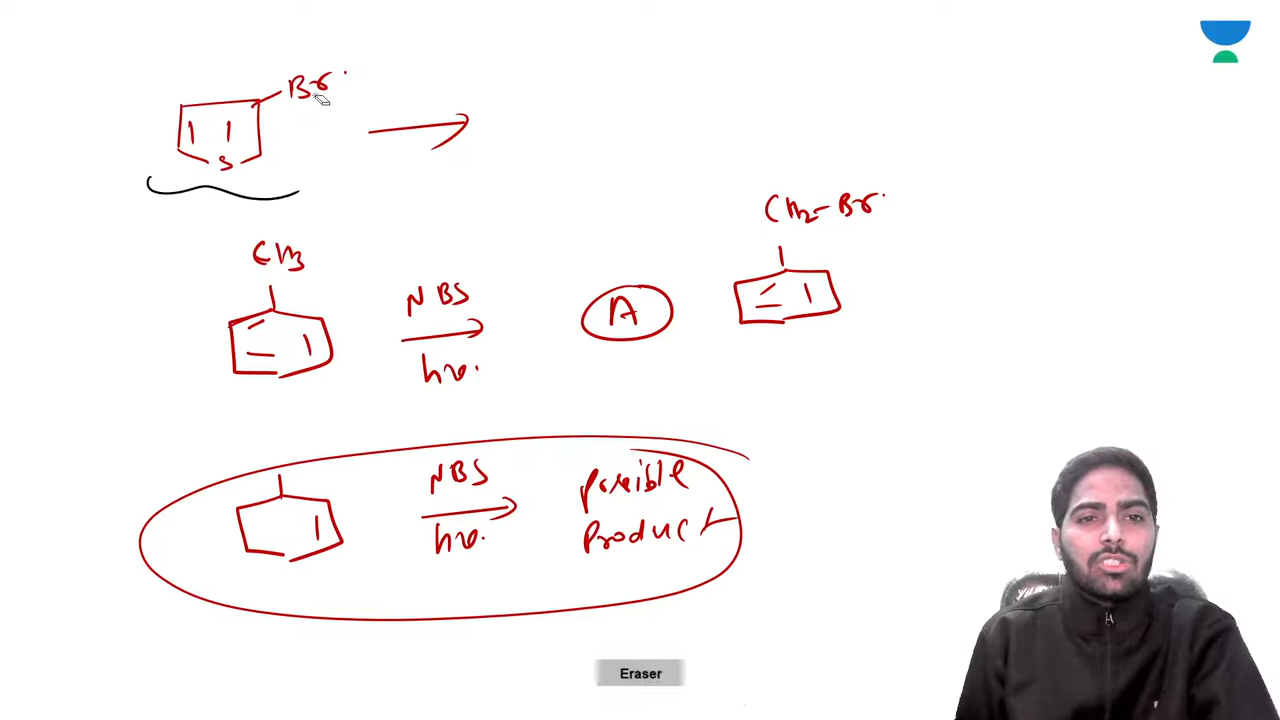 Br
S
CH2-Br
CH3
NBS
hν.
A
NBS
hν.
possible
Product
Eraser